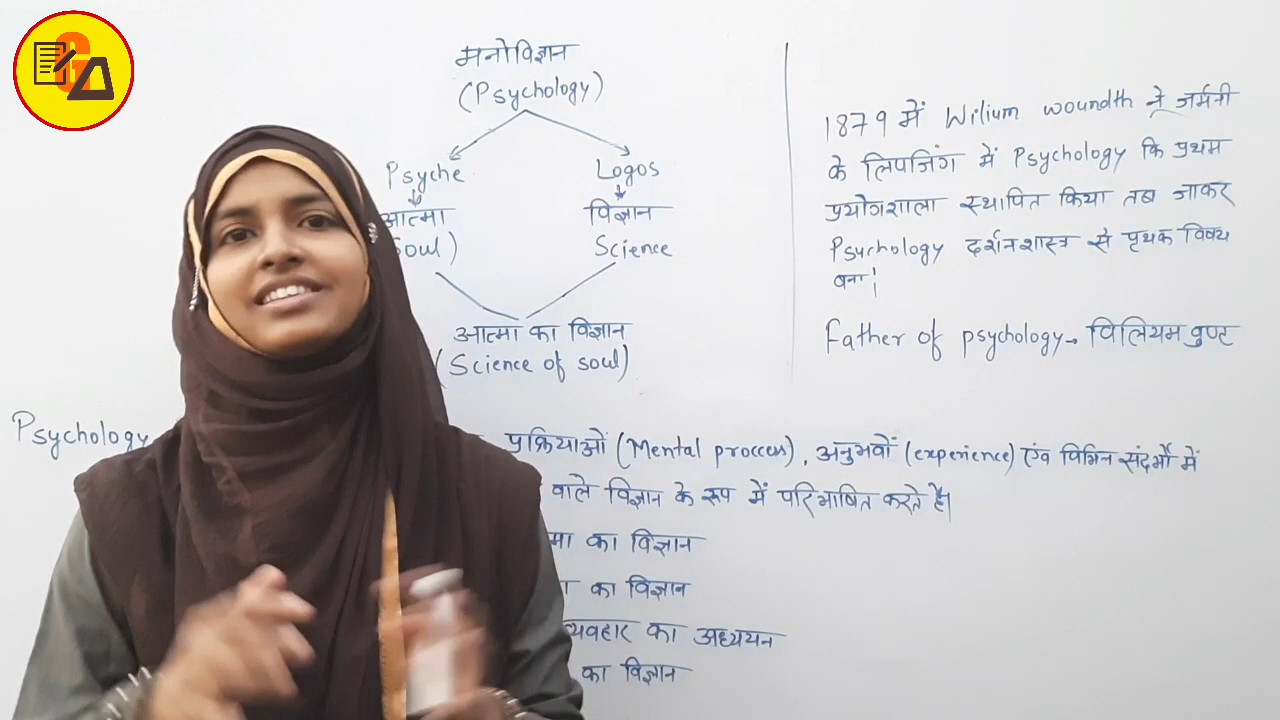 मनोविज्ञान
(Psychology)
Psyche
Logos
आत्मा
विज्ञान
Soul)
Science
आत्मा का विज्ञान
(Science of soul)
1879 में Wilium woundth ने जर्मनी
के लिपजिंग में Psychology कि प्रथम
प्रयोगशाला स्थापित किया तब जाकर
Psychology दर्शनशास्त्र से पृथक विषय
बना!
Father of psychology → विलियम वुण्ट
Psychology
प्रक्रियाओं (Mental proccess), अनुभवों (experience) एंव विभिन संदर्भों में
वाले विज्ञान के रूप में परिभाषित करते है।
का विज्ञान
का विज्ञान
व्यवहार का अध्ययन
का विज्ञान